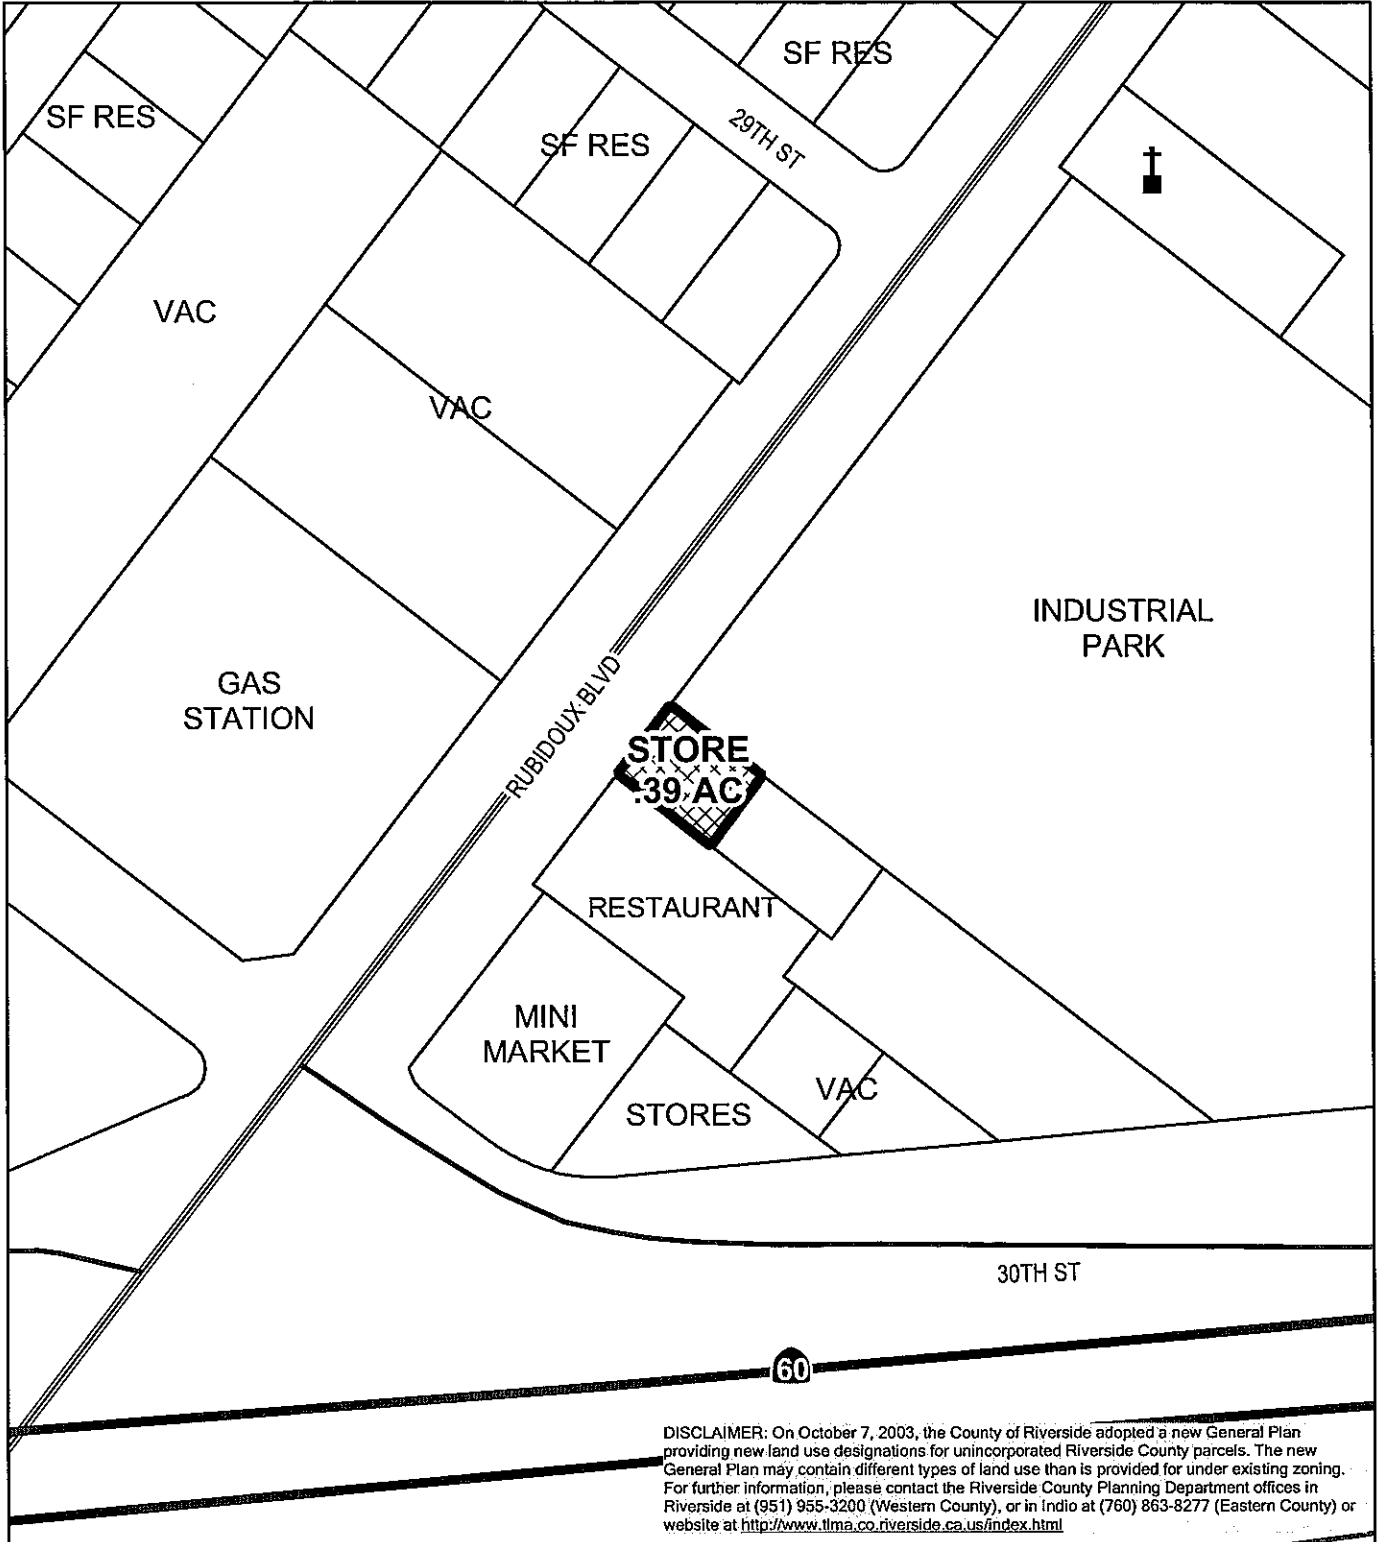 SF RES
SF RES
SF RES
29TH ST
VAC
VAC
INDUSTRIAL
PARK
GAS
STATION
RUBIDOUX BLVD
STORE
.39 AC
RESTAURANT
MINI
MARKET
VAC
STORES
30TH ST
60
DISCLAIMER: On October 7, 2003, the County of Riverside adopted a new General Plan
providing new land use designations for unincorporated Riverside County parcels. The new
General Plan may contain different types of land use than is provided for under existing zoning.
For further information, please contact the Riverside County Planning Department offices in
Riverside at (951) 955-3200 (Western County), or in Indio at (760) 863-8277 (Eastern County) or
website at http://www.tlma.co.riverside.ca.us/index.html